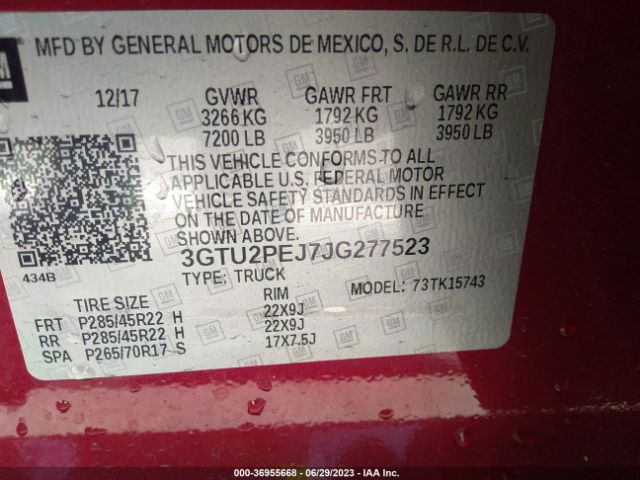 GM
MFD BY GENERAL MOTORS DE MEXICO, S. DE R.L. DE C.V.
12/17 GVWR GAWR FRT GAWR RR
3266 KG 1792 KG 1792 KG
7200 LB 3950 LB 3950 LB
THIS VEHICLE CONFORMS TO ALL
APPLICABLE U.S. FEDERAL MOTOR
VEHICLE SAFETY STANDARDS IN EFFECT
ON THE DATE OF MANUFACTURE
SHOWN ABOVE.
434B
3GTU2PEJ7JG277523
TYPE: TRUCK MODEL: 73TK15743
TIRE SIZE RIM
FRT P285/45R22 H 22X9J
RR P285/45R22 H 22X9J
SPA P265/70R17 S 17X7.5J
000-36955668 - 06/29/2023 - IAA Inc.